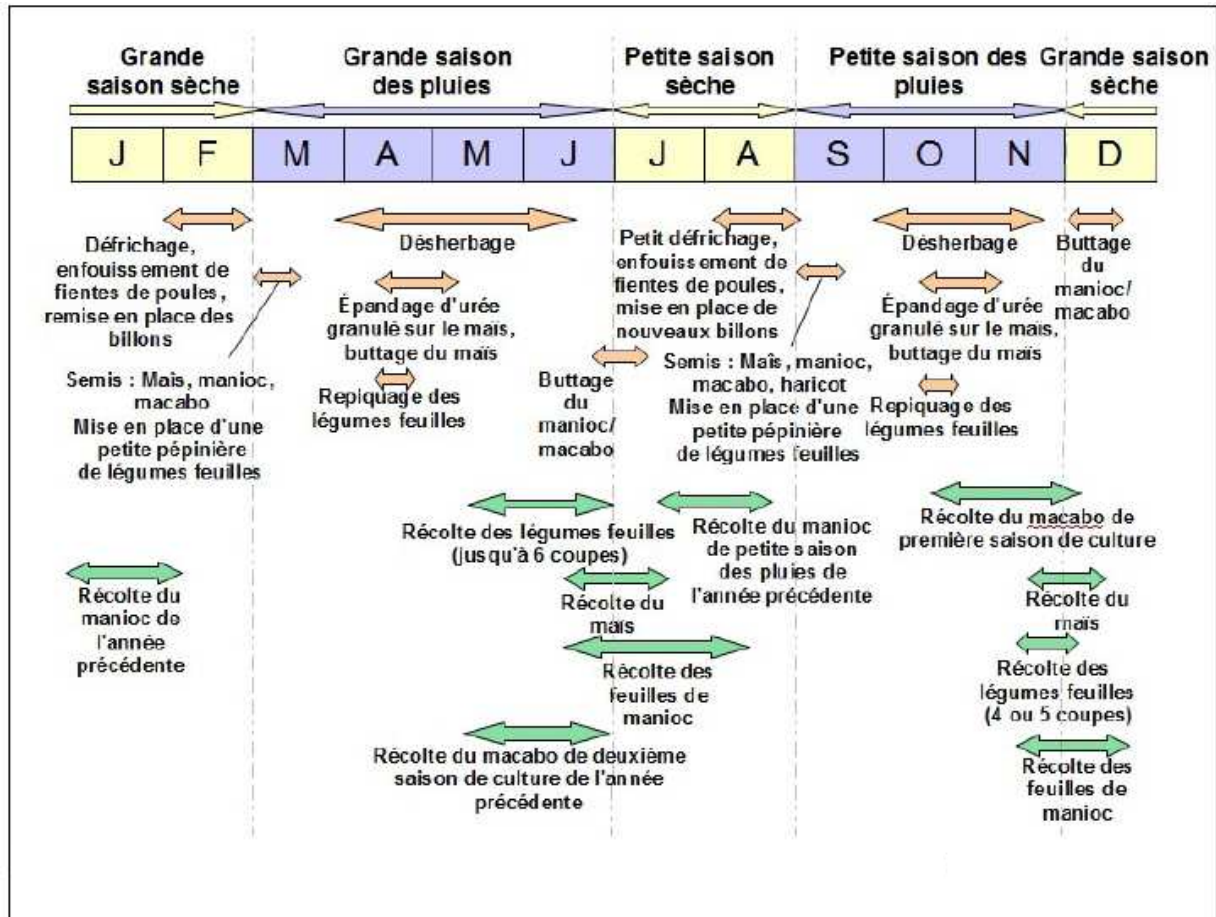 Grande
saison sèche
Grande saison
des pluies
Petite saison
sèche
Petite saison des
pluies
Grande saison
sèche
J F M A M J J A S O N D
Défrichage,
enfouissement de
fientes de poules,
remise en place des
billons
Désherbage
Petit défrichage,
enfouissement de
fientes de poules,
mise en place de
nouveaux billons
Désherbage
Buttage
du
manioc/
macabo
Épandage d'urée
granulé sur le maïs,
buttage du maïs
Épandage d'urée
granulé sur le maïs,
buttage du maïs
Semis : Maïs, manioc,
macabo
Mise en place d'une
petite pépinière
de légumes feuilles
Repiquage des
légumes feuilles
Buttage
du
manioc/
macabo
Semis : Maîs, manioc,
macabo, haricot
Mise en place d'une
petite pépinière
de légumes feuilles
Repiquage des
légumes feuilles
Récolte des légumes feuilles
(jusqu'à 6 coupes)
Récolte du manioc
de petite saison
des pluies de
l'année précédente
Récolte du macabo de
première saison de culture
Récolte du
manioc de
l'année
précédente
Récolte du
maïs
Récolte du
maïs
Récolte des
feuilles de
manioc
Récolte des
légumes feuilles
(4 ou 5 coupes)
Récolte du macabo de deuxième
saison de culture de l'année
précédente
Récolte des
feuilles de
manioc